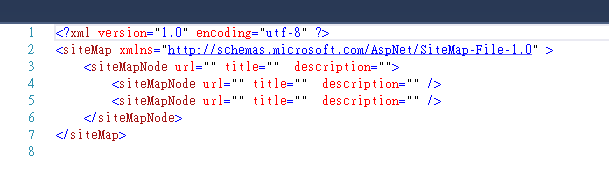 1 <?xml version="1.0" encoding="utf-8" ?>
2 <siteMap xmlns="http://schemas.microsoft.com/AspNet/SiteMap-File-1.0" >
3     <siteMapNode url="" title=""  description="">
4         <siteMapNode url="" title=""  description="" />
5         <siteMapNode url="" title=""  description="" />
6     </siteMapNode>
7 </siteMap>
8